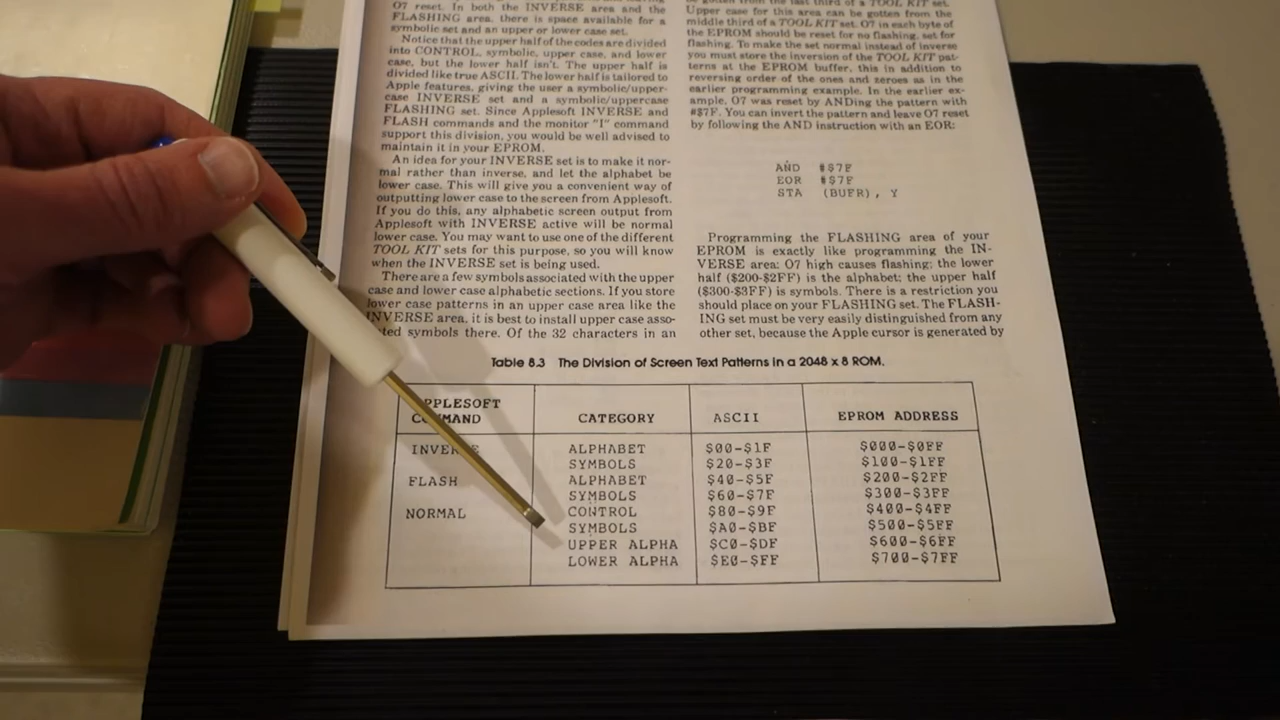 O7 reset. In both the INVERSE area and the
FLASHING area, there is space available for a
symbolic set and an upper or lower case set.
Notice that the upper half of the codes are divided
into CONTROL, symbolic, upper case, and lower
case, but the lower half isn't. The upper half is
divided like true ASCII. The lower half is tailored to
Apple features, giving the user a symbolic/upper-
case INVERSE set and a symbolic/uppercase
FLASHING set. Since Applesoft INVERSE and
FLASH commands and the monitor "I" command
support this division, you would be well advised to
maintain it in your EPROM.
An idea for your INVERSE set is to make it nor-
mal rather than inverse, and let the alphabet be
lower case. This will give you a convenient way of
outputting lower case to the screen from Applesoft.
If you do this, any alphabetic screen output from
Applesoft with INVERSE active will be normal
lower case. You may want to use one of the different
TOOL KIT sets for this purpose, so you will know
when the INVERSE set is being used.
There are a few symbols associated with the upper
case and lower case alphabetic sections. If you store
lower case patterns in an upper case area like the
INVERSE area, it is best to install upper case asso-
ted symbols there. Of the 32 characters in an
gotten from the last third of a TOOL KIT set.
Upper case for this area can be gotten from the
middle third of a TOOL KIT set. O7 in each byte of
the EPROM should be reset for no flashing, set for
flashing. To make the set normal instead of inverse
you must store the inversion of the TOOL KIT pat-
terns at the EPROM buffer, this in addition to
reversing order of the ones and zeroes as in the
earlier programming example. In the earlier ex-
ample, O7 was reset by ANDing the pattern with
#$7F. You can invert the pattern and leave O7 reset
by following the AND instruction with an EOR:
AND #$7F
EOR #$7F
STA (BUFR), Y
Programming the FLASHING area of your
EPROM is exactly like programming the IN-
VERSE area: O7 high causes flashing; the lower
half ($200-$2FF) is the alphabet; the upper half
($300-$3FF) is symbols. There is a restriction you
should place on your FLASHING set. The FLASH-
ING set must be very easily distinguished from any
other set, because the Apple cursor is generated by
Table 8.3 The Division of Screen Text Patterns in a 2048 x 8 ROM.
APPLESOFT
COMMAND CATEGORY ASCII EPROM ADDRESS
INVERSE ALPHABET $00-$1F $000-$0FF
SYMBOLS $20-$3F $100-$1FF
FLASH ALPHABET $40-$5F $200-$2FF
SYMBOLS $60-$7F $300-$3FF
NORMAL CONTROL $80-$9F $400-$4FF
SYMBOLS $A0-$BF $500-$5FF
UPPER ALPHA $C0-$DF $600-$6FF
LOWER ALPHA $E0-$FF $700-$7FF